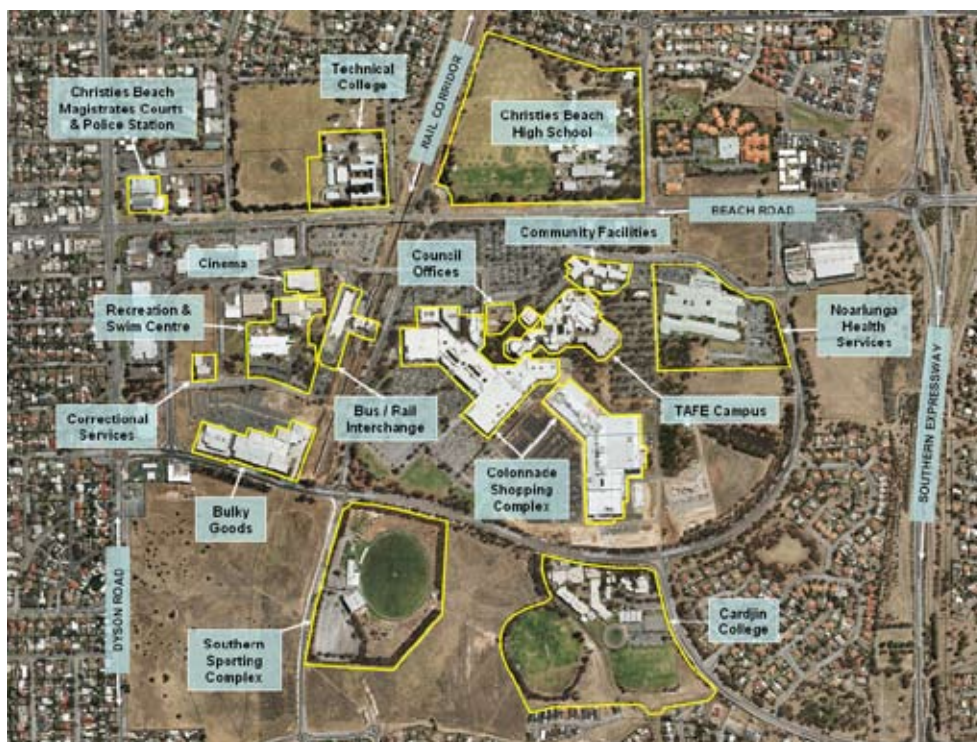 Technical
College
Christies Beach
Magistrates Courts
& Police Station
RAIL CORRIDOR
Christies Beach
High School
BEACH ROAD
Community Facilities
Council
Offices
Cinema
Recreation &
Swim Centre
Noarlunga
Health
Services
SOUTHERN EXPRESSWAY
Correctional
Services
Bus / Rail
Interchange
TAFE Campus
Colonnade
Shopping
Complex
Bulky
Goods
DYSON ROAD
Southern
Sporting
Complex
Cardjin
College